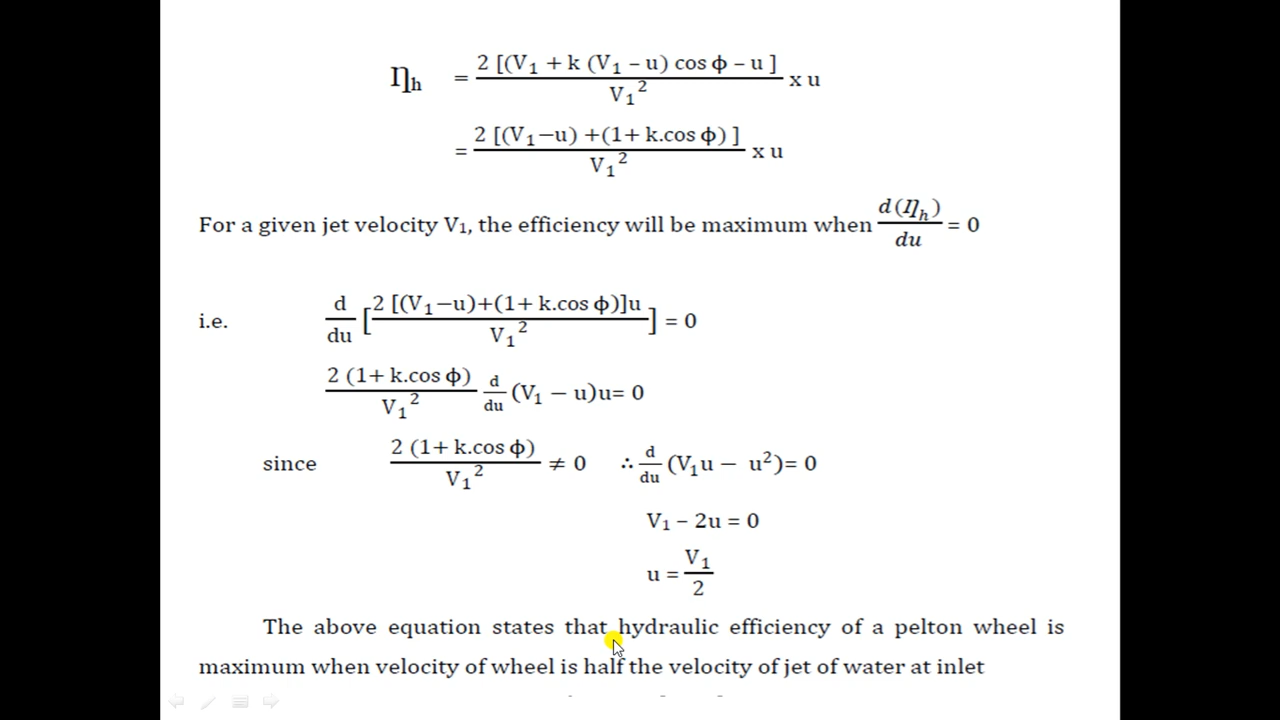 Ƞh = 2 [(V1 + k (V1 – u) cos ɸ – u ] / V1² x u
= 2 [(V1−u) +(1+ k.cos ɸ) ] / V1² x u
For a given jet velocity V1, the efficiency will be maximum when d(Ƞh)/du = 0
i.e. d/du [2 [(V1−u)+(1+ k.cos ɸ)]u / V1²] = 0
2 (1+ k.cos ɸ) / V1² d/du (V1 − u)u= 0
since 2 (1+ k.cos ɸ) / V1² ≠ 0 ∴ d/du (V1u − u²)= 0
V1 – 2u = 0
u = V1/2
The above equation states that hydraulic efficiency of a pelton wheel is
maximum when velocity of wheel is half the velocity of jet of water at inlet